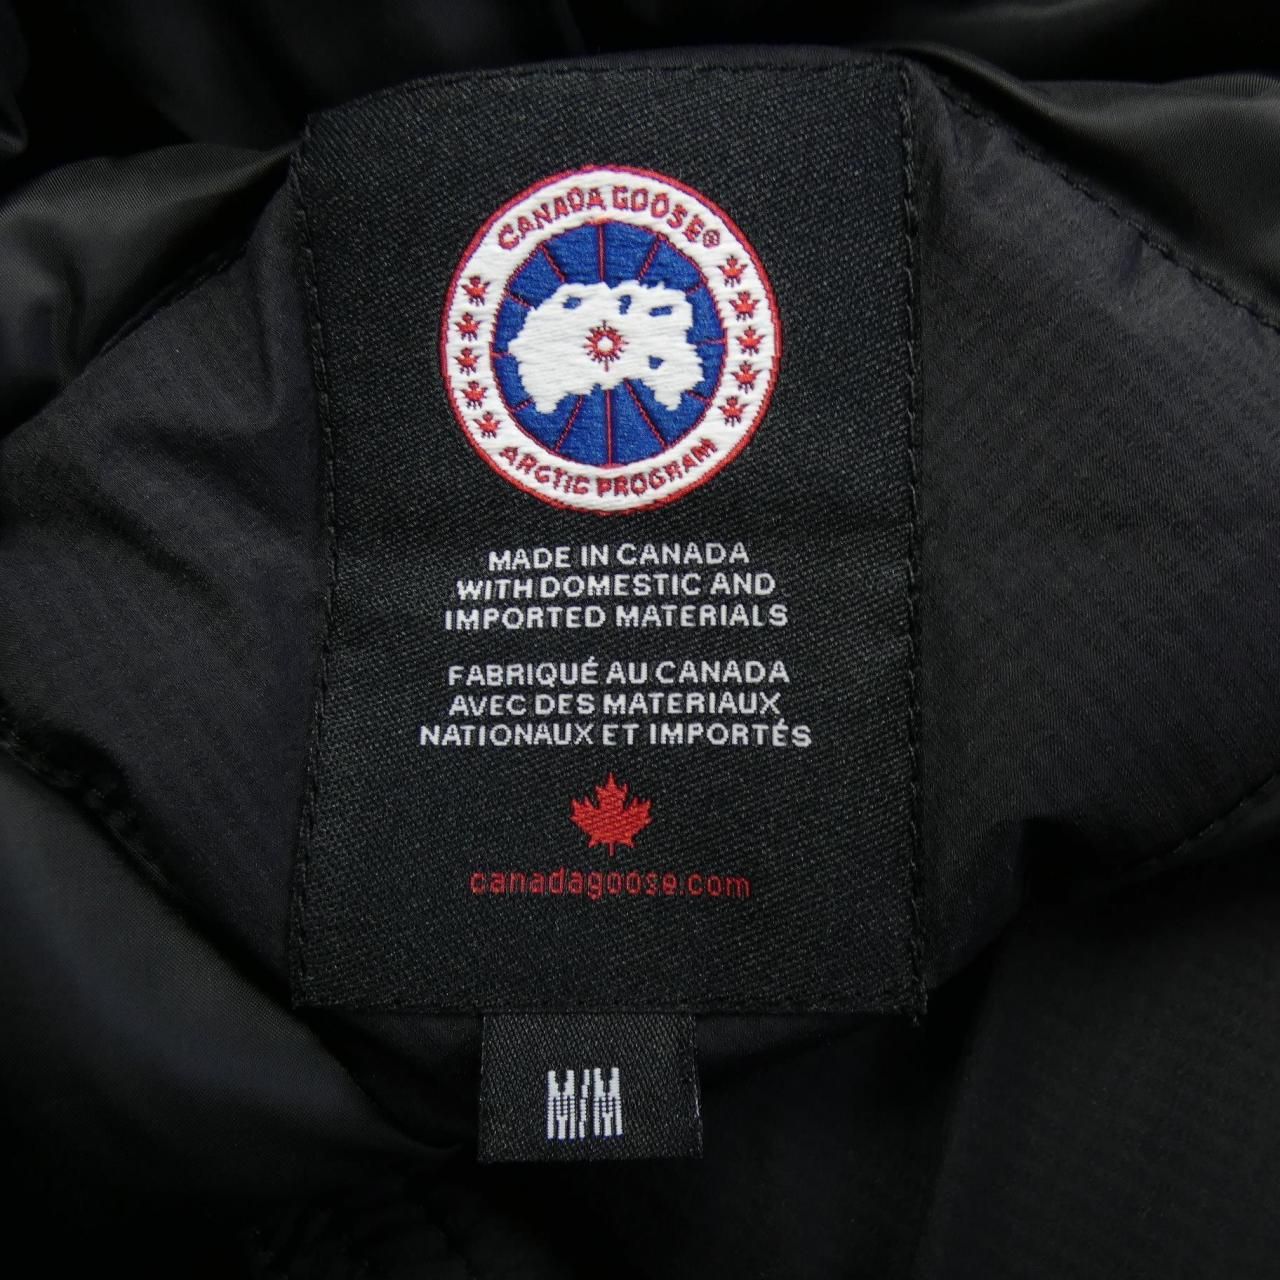 CANADA GOOSE®
ARCTIC PROGRAM
MADE IN CANADA
WITH DOMESTIC AND
IMPORTED MATERIALS
FABRIQUÉ AU CANADA
AVEC DES MATERIAUX
NATIONAUX ET IMPORTÉS
canadagoose.com
M/M